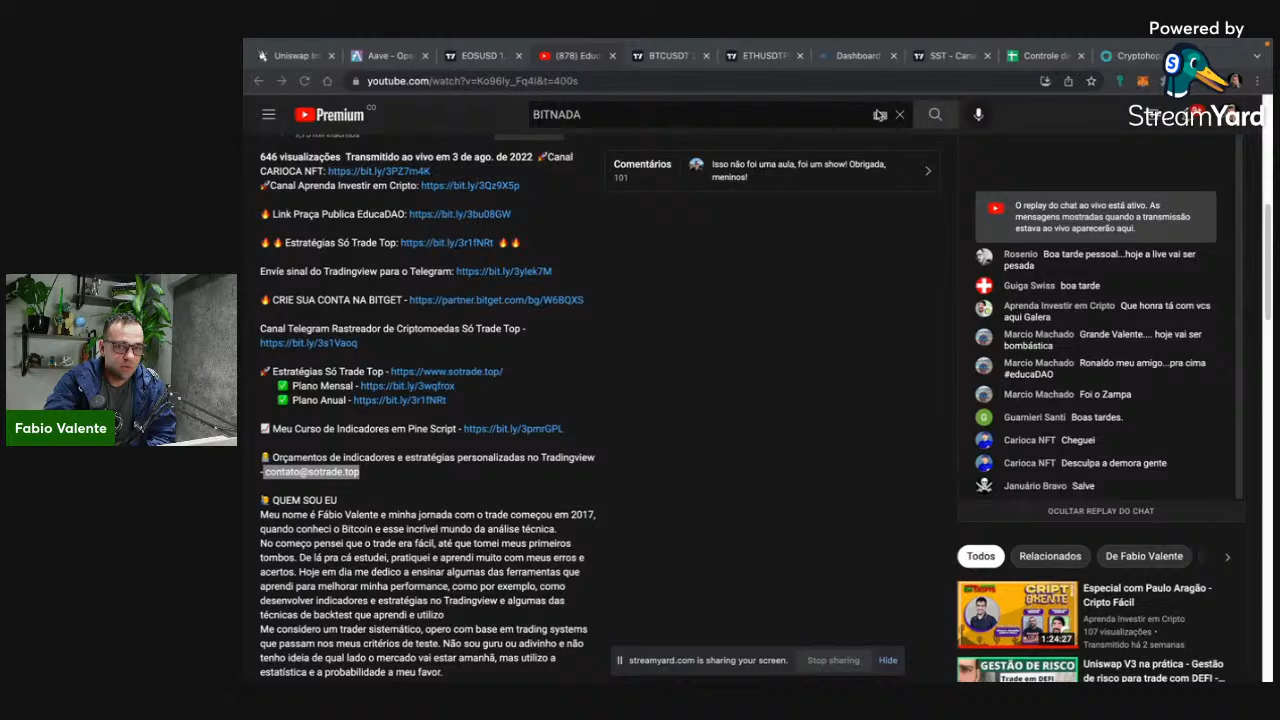 Powered by
StreamYard
Uniswap In
Aave - Ope
EOSUSD 1.
(878) Educ
BTCUSDT 2
ETHUSDTP
Dashboard
SST - Cana
Controle de
Cryptohop
youtube.com/watch?v=Ko96Iy_Fq4I&t=400s
Premium CO
BITNADA
646 visualizações Transmitido ao vivo em 3 de ago. de 2022 🚀Canal
CARIOCA NFT: https://bit.ly/3PZ7m4K
🚀Canal Aprenda Investir em Cripto: https://bit.ly/3Qz9X5p
🔥 Link Praça Publica EducaDAO: https://bit.ly/3bu08GW
🔥 🔥 Estratégias Só Trade Top: https://bit.ly/3r1fNRt 🔥 🔥
Envíe sinal do Tradingview para o Telegram: https://bit.ly/3ylek7M
🔥 CRIE SUA CONTA NA BITGET - https://partner.bitget.com/bg/W6BQXS
Canal Telegram Rastreador de Criptomoedas Só Trade Top -
https://bit.ly/3s1Vaoq
🚀 Estratégias Só Trade Top - https://www.sotrade.top/
✅ Plano Mensal - https://bit.ly/3wqfrox
✅ Plano Anual - https://bit.ly/3r1fNRt
Meu Curso de Indicadores em Pine Script - https://bit.ly/3pmrGPL
Orçamentos de indicadores e estratégias personalizadas no Tradingview
- contato@sotrade.top
QUEM SOU EU
Meu nome é Fábio Valente e minha jornada com o trade começou em 2017,
quando conheci o Bitcoin e esse incrível mundo da análise técnica.
No começo pensei que o trade era fácil, até que tomei meus primeiros
tombos. De lá pra cá estudei, pratiquei e aprendi muito com meus erros e
acertos. Hoje em dia me dedico a ensinar algumas das ferramentas que
aprendi para melhorar minha performance, como por exemplo, como
desenvolver indicadores e estratégias no Tradingview e algumas das
técnicas de backtest que aprendi e utilizo
Me considero um trader sistemático, opero com base em trading systems
que passam nos meus critérios de teste. Não sou guru ou adivinho e não
tenho ideia de qual lado o mercado vai estar amanhã, mas utilizo a
estatística e a probabilidade a meu favor.
Comentários
101
Isso não foi uma aula, foi um show! Obrigada,
meninos!
O replay do chat ao vivo está ativo. As
mensagens mostradas quando a transmissão
estava ao vivo aparecerão aqui.
Rosenio Boa tarde pessoal...hoje a live vai ser
pesada
Guiga Swiss boa tarde
Aprenda Investir em Cripto Que honra tá com vcs
aqui Galera
Marcio Machado Grande Valente.... hoje vai ser
bombástica
Marcio Machado Ronaldo meu amigo...pra cima
#educaDAO
Marcio Machado Foi o Zampa
Guarnieri Santi Boas tardes.
Carioca NFT Cheguei
Carioca NFT Desculpa a demora gente
Januário Bravo Salve
OCULTAR REPLAY DO CHAT
Todos
Relacionados
De Fabio Valente
Especial com Paulo Aragão -
Cripto Fácil
Aprenda Investir em Cripto
107 visualizações •
Transmitido há 2 semanas
1:24:27
GESTÃO DE RISCO
Trade em DEFI
Uniswap V3 na prática - Gestão
de risco para trade com DEFI -...
streamyard.com is sharing your screen.
Stop sharing
Hide
Fabio Valente